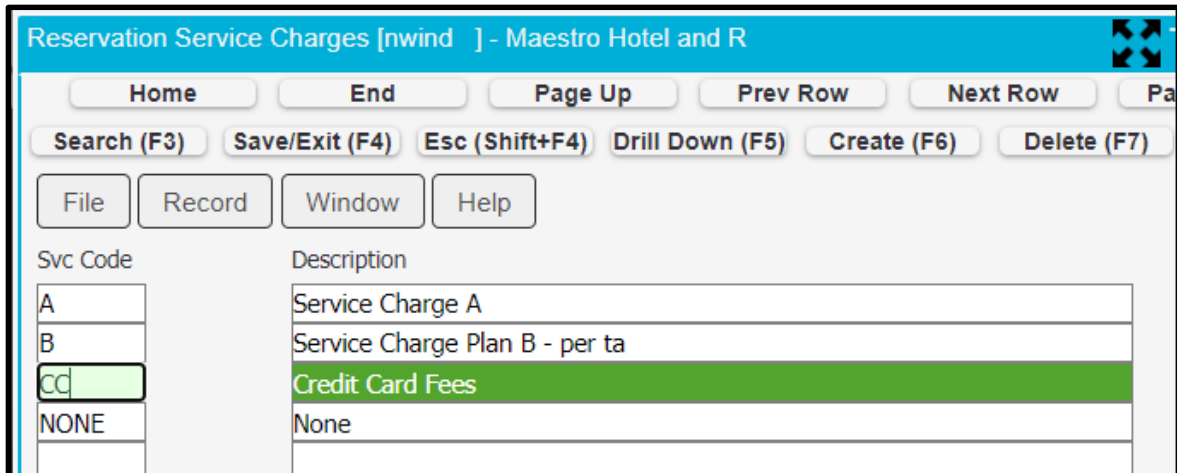 Reservation Service Charges [nwind   ] - Maestro Hotel and R
Home End Page Up Prev Row Next Row Pa
Search (F3) Save/Exit (F4) Esc (Shift+F4) Drill Down (F5) Create (F6) Delete (F7)
File Record Window Help
Svc Code Description
A Service Charge A
B Service Charge Plan B - per ta
CC Credit Card Fees
NONE None